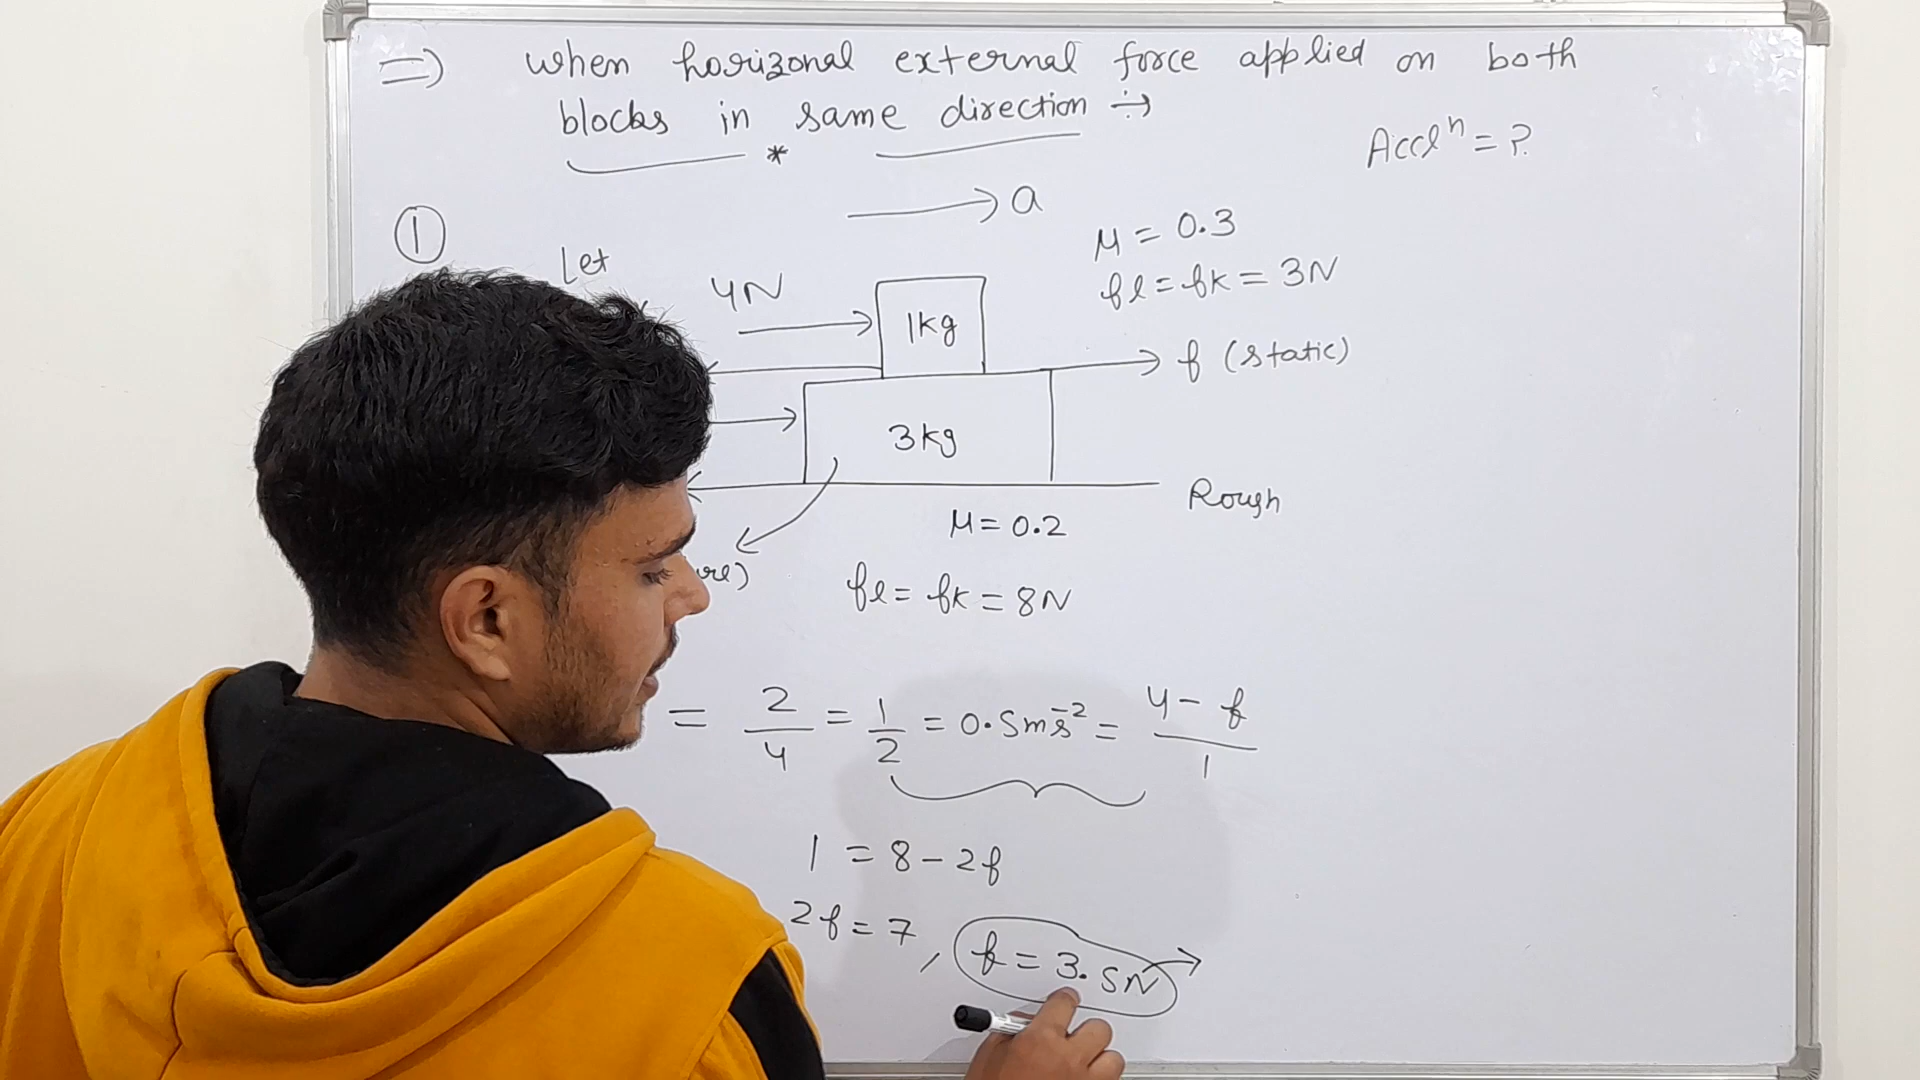 => when horizonal external force applied on both
blocks in same direction ÷→
*
Accl^n = ?
→ a
①
Let
μ = 0.3
4N
fl = fk = 3N
1kg
f (static)
3kg
Rough
μ = 0.2
fl = fk = 8N
= 2/4 = 1/2 = 0.5ms^-2 = 4 - f/1
1 = 8 - 2f
2f = 7, f = 3.5N